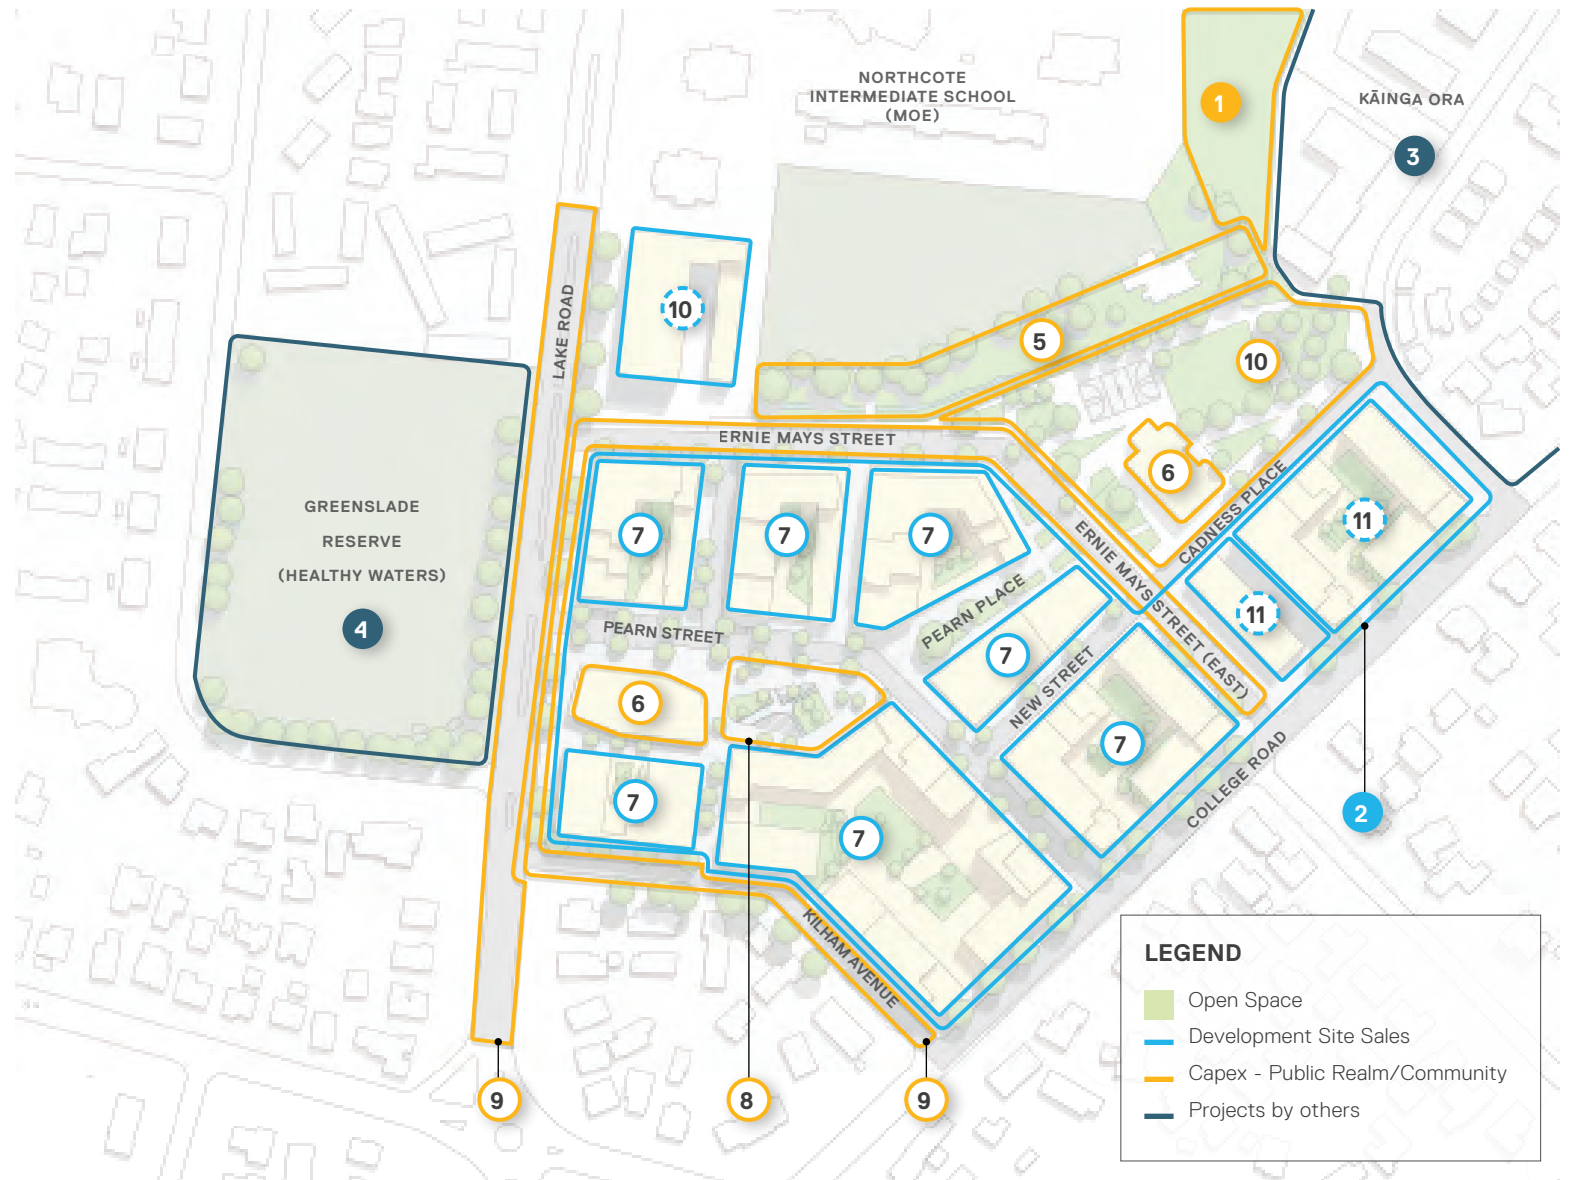 NORTHCOTE
INTERMEDIATE SCHOOL
(MOE)
1
KĀINGA ORA
3
10
LAKE ROAD
5
10
ERNIE MAYS STREET
6
CADNESS PLACE
GREENSLADE
RESERVE
(HEALTHY WATERS)
4
7
7
7
11
ERNIE MAYS STREET (EAST)
11
PEARN STREET
PEARN PLACE
7
NEW STREET
6
7
7
7
COLLEGE ROAD
2
KILHAM AVENUE
9
8
9
LEGEND
Open Space
Development Site Sales
Capex - Public Realm/Community
Projects by others